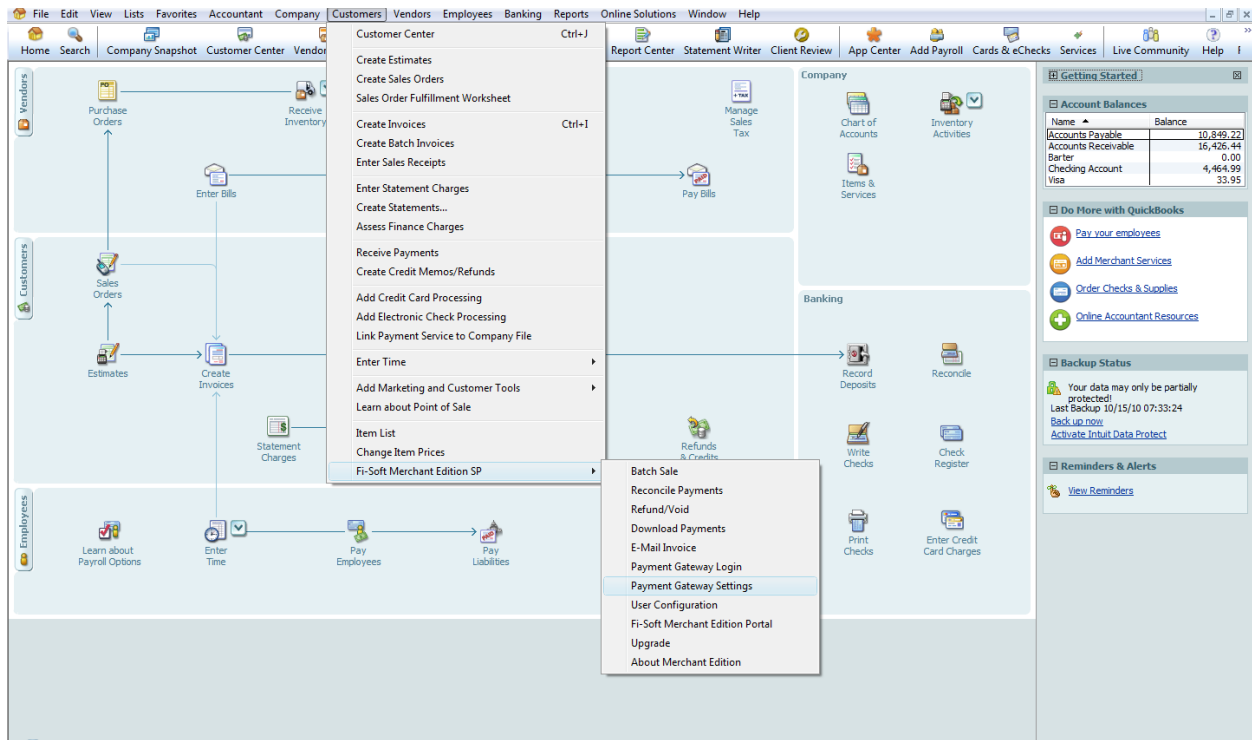 File Edit View Lists Favorites Accountant Company Customers Vendors Employees Banking Reports Online Solutions Window Help
Home Search Company Snapshot Customer Center Report Center Statement Writer Client Review App Center Add Payroll Cards & eChecks Services Live Community Help
Customer Center Ctrl+J
Create Estimates
Create Sales Orders
Sales Order Fulfillment Worksheet
Create Invoices Ctrl+I
Create Batch Invoices
Enter Sales Receipts
Enter Statement Charges
Create Statements...
Assess Finance Charges
Receive Payments
Create Credit Memos/Refunds
Add Credit Card Processing
Add Electronic Check Processing
Link Payment Service to Company File
Enter Time
Add Marketing and Customer Tools
Learn about Point of Sale
Item List
Change Item Prices
Fi-Soft Merchant Edition SP
Batch Sale
Reconcile Payments
Refund/Void
Download Payments
E-Mail Invoice
Payment Gateway Login
Payment Gateway Settings
User Configuration
Fi-Soft Merchant Edition Portal
Upgrade
About Merchant Edition
Vendors
Purchase
Orders
Receive
Inventory
Enter Bills
Manage
Sales
Tax
Pay Bills
Customers
Sales
Orders
Estimates
Create
Invoices
Statement
Charges
Refunds
& Credits
Employees
Learn about
Payroll Options
Enter
Time
Pay
Employees
Pay
Liabilities
Company
Chart of
Accounts
Inventory
Activities
Items &
Services
Banking
Record
Deposits
Reconcile
Write
Checks
Check
Register
Print
Checks
Enter Credit
Card Charges
Getting Started
Account Balances
Name Balance
Accounts Payable 10,849.22
Accounts Receivable 16,426.44
Barter 0.00
Checking Account 4,464.99
Visa 33.95
Do More with QuickBooks
Pay your employees
Add Merchant Services
Order Checks & Supplies
Online Accountant Resources
Backup Status
Your data may only be partially
protected!
Last Backup 10/15/10 07:33:24
Back up now
Activate Intuit Data Protect
Reminders & Alerts
View Reminders